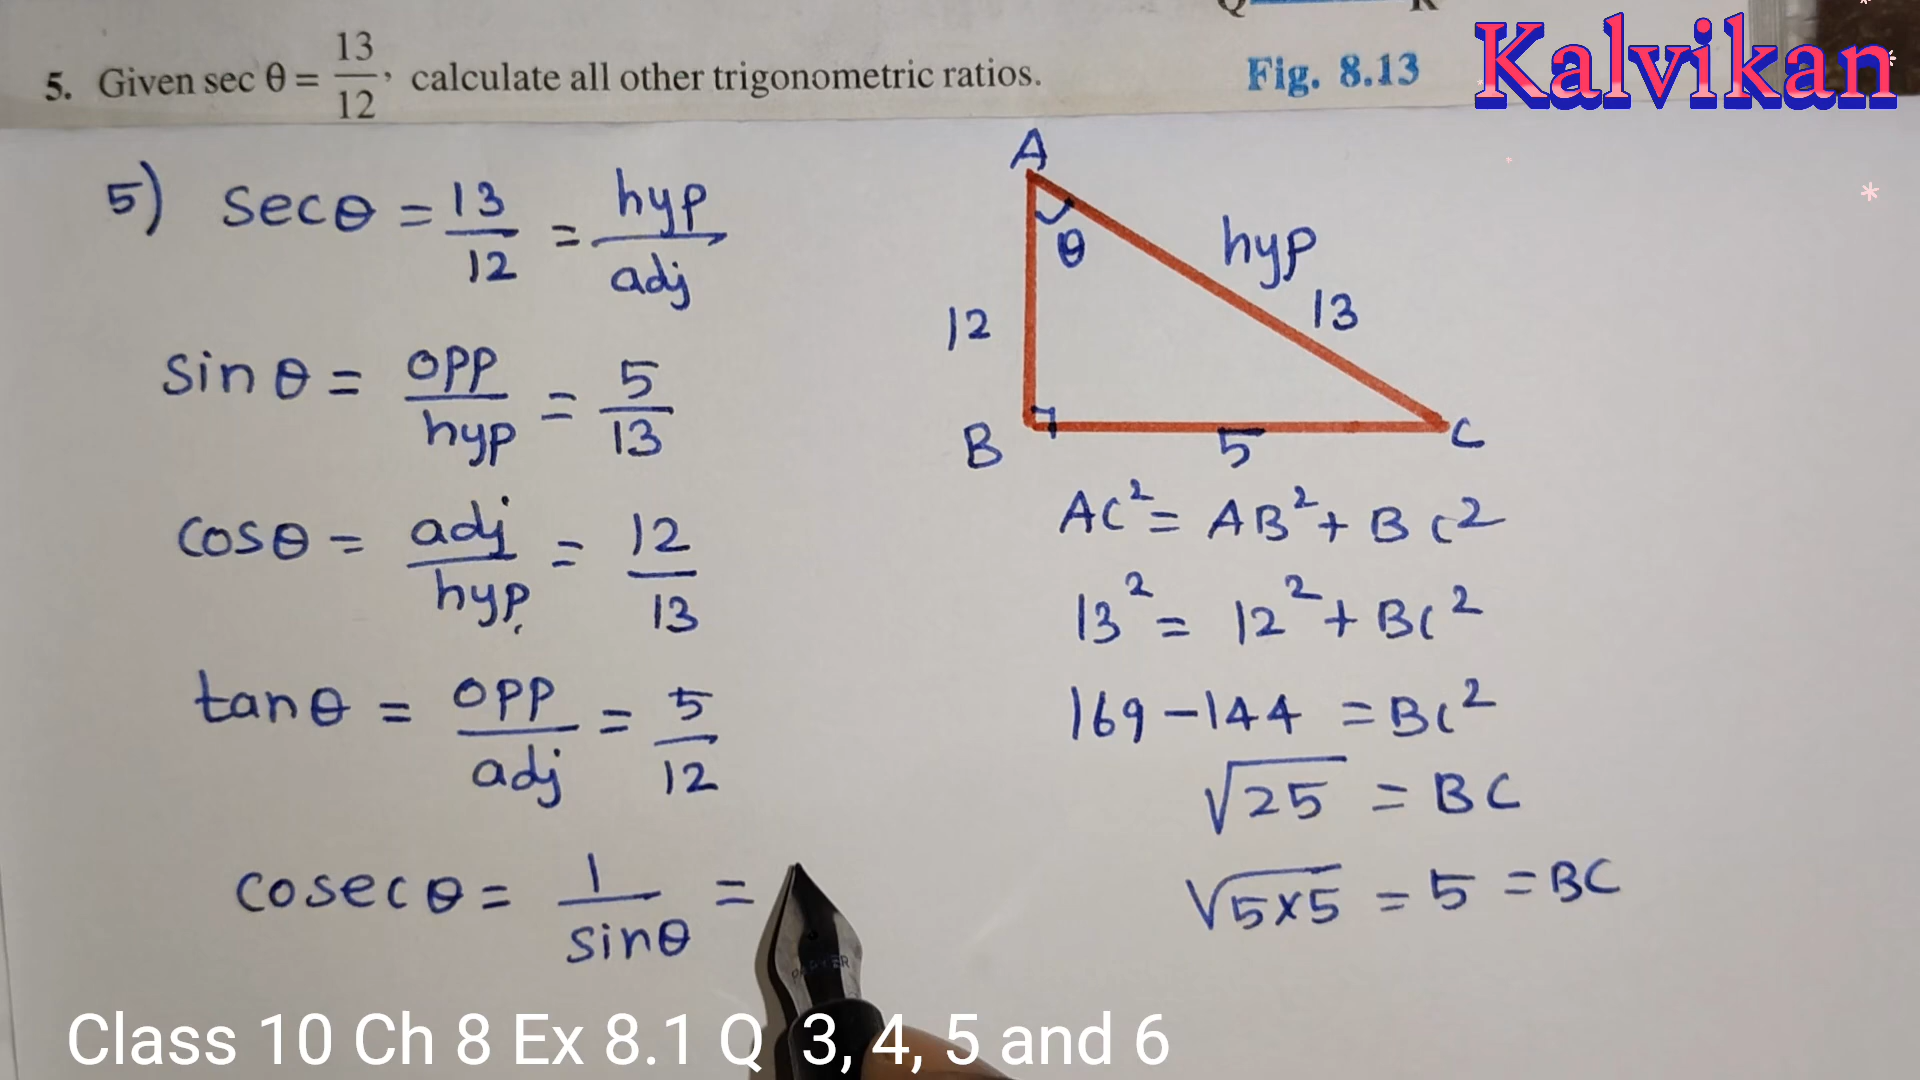 5. Given sec θ = 13/12, calculate all other trigonometric ratios.
Fig. 8.13
Kalvikan
5) secθ = 13/12 = hyp/adj
sinθ = opp/hyp = 5/13
cosθ = adj/hyp = 12/13
tanθ = opp/adj = 5/12
cosecθ = 1/sinθ =
A
θ
hyp
13
12
B
5
C
AC² = AB² + BC²
13² = 12² + BC²
169 - 144 = BC²
√25 = BC
√5×5 = 5 = BC
PARKER
Class 10 Ch 8 Ex 8.1 Q 3, 4, 5 and 6